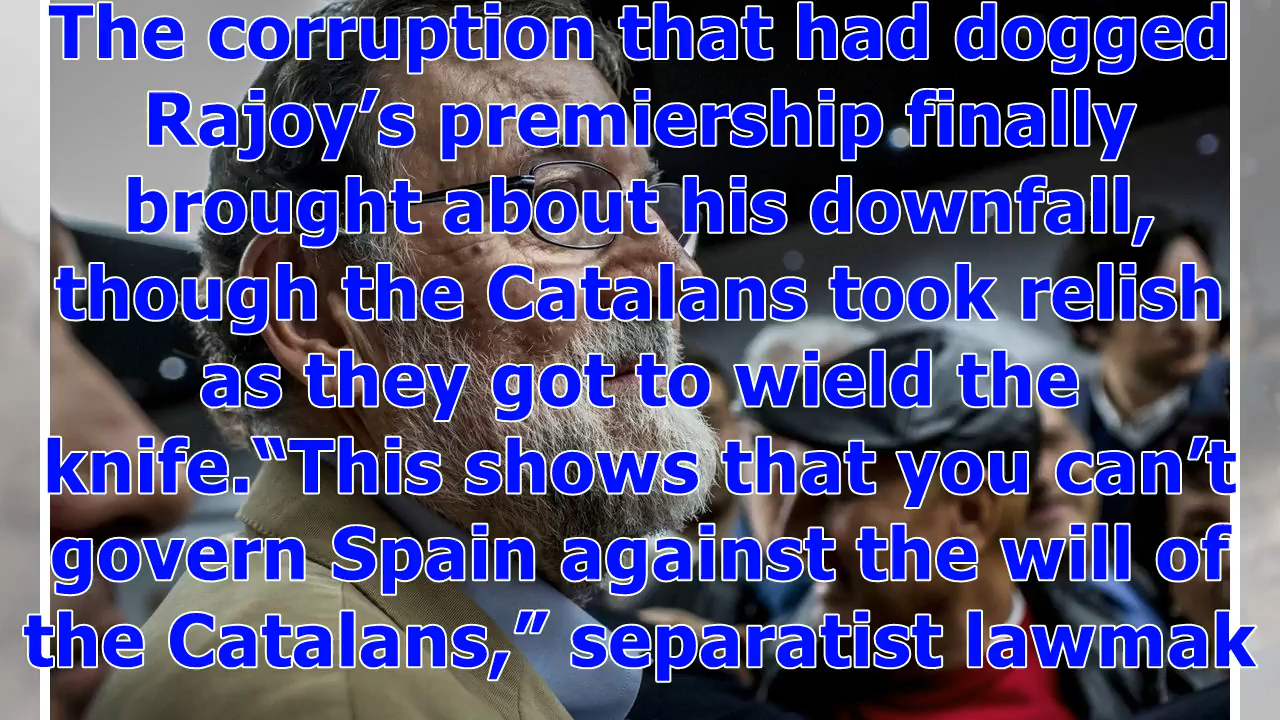 The corruption that had dogged
Rajoy’s premiership finally
brought about his downfall,
though the Catalans took relish
as they got to wield the
knife.“This shows that you can’t
govern Spain against the will of
the Catalans,” separatist lawmak